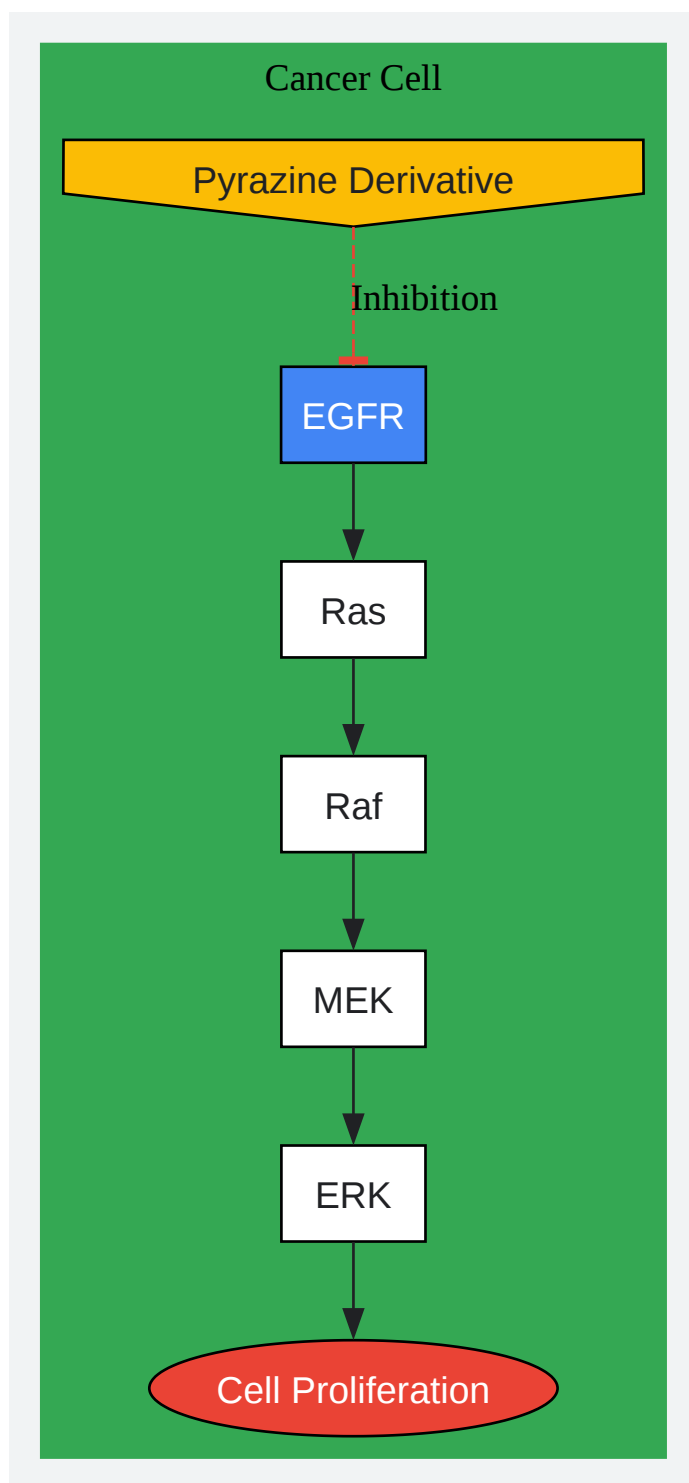 Cancer Cell
Pyrazine Derivative
Inhibition
EGFR
Ras
Raf
MEK
ERK
Cell Proliferation